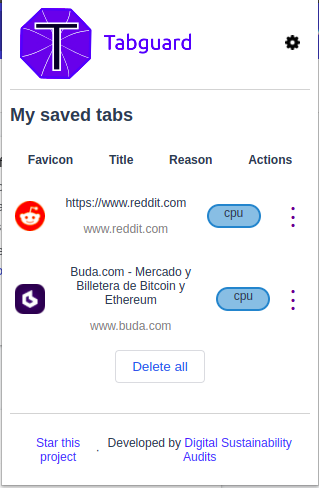 T Tabguard
My saved tabs
Favicon Title Reason Actions
https://www.reddit.com
cpu
www.reddit.com
Buda.com - Mercado y
Billetera de Bitcoin y
Ethereum
cpu
www.buda.com
Delete all
Star this
project
· Developed by Digital Sustainability
Audits